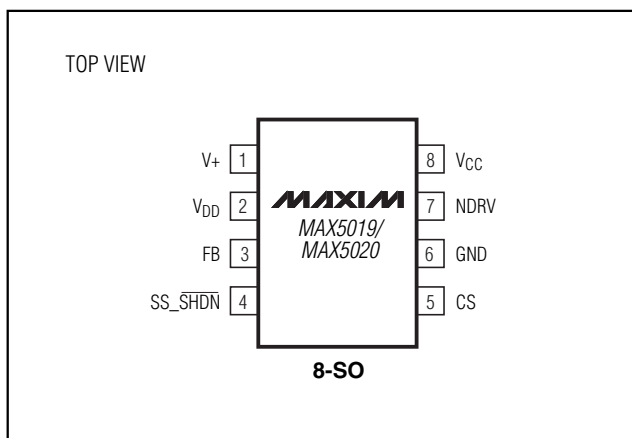 TOP VIEW
V+ 1
8 VCC
VDD 2
MAXIM
7 NDRV
MAX5019/
MAX5020
FB 3
6 GND
SS_SHDN 4
5 CS
8-SO